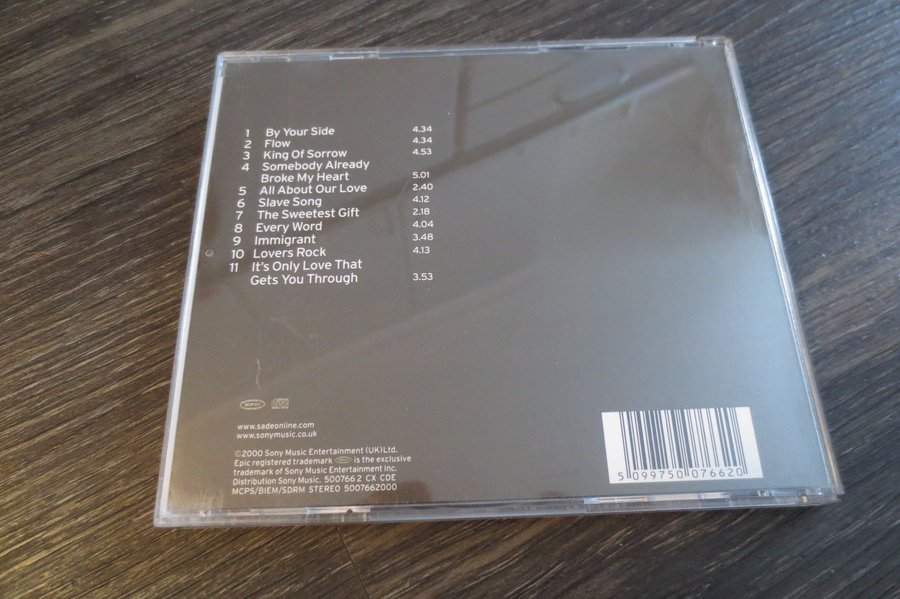 1 By Your Side 4.34
2 Flow 4.34
3 King Of Sorrow 4.53
4 Somebody Already
Broke My Heart 5.01
5 All About Our Love 2.40
6 Slave Song 4.12
7 The Sweetest Gift 2.18
8 Every Word 4.04
9 Immigrant 3.48
10 Lovers Rock 4.13
11 It's Only Love That
Gets You Through 3.53
epic
www.sadeonline.com
www.sonymusic.co.uk
©2000 Sony Music Entertainment (UK)Ltd.
Epic registered trademark epic is the exclusive
trademark of Sony Music Entertainment Inc.
Distribution Sony Music. 500766 2 CX CDE
MCPS/BIEM/SDRM STEREO 5007662000
5 099750 076620